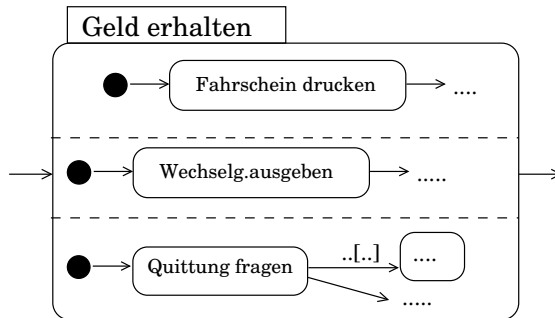 Geld erhalten
Fahrschein drucken
....
Wechselg.ausgeben
.....
..[..]
....
Quittung fragen
.....